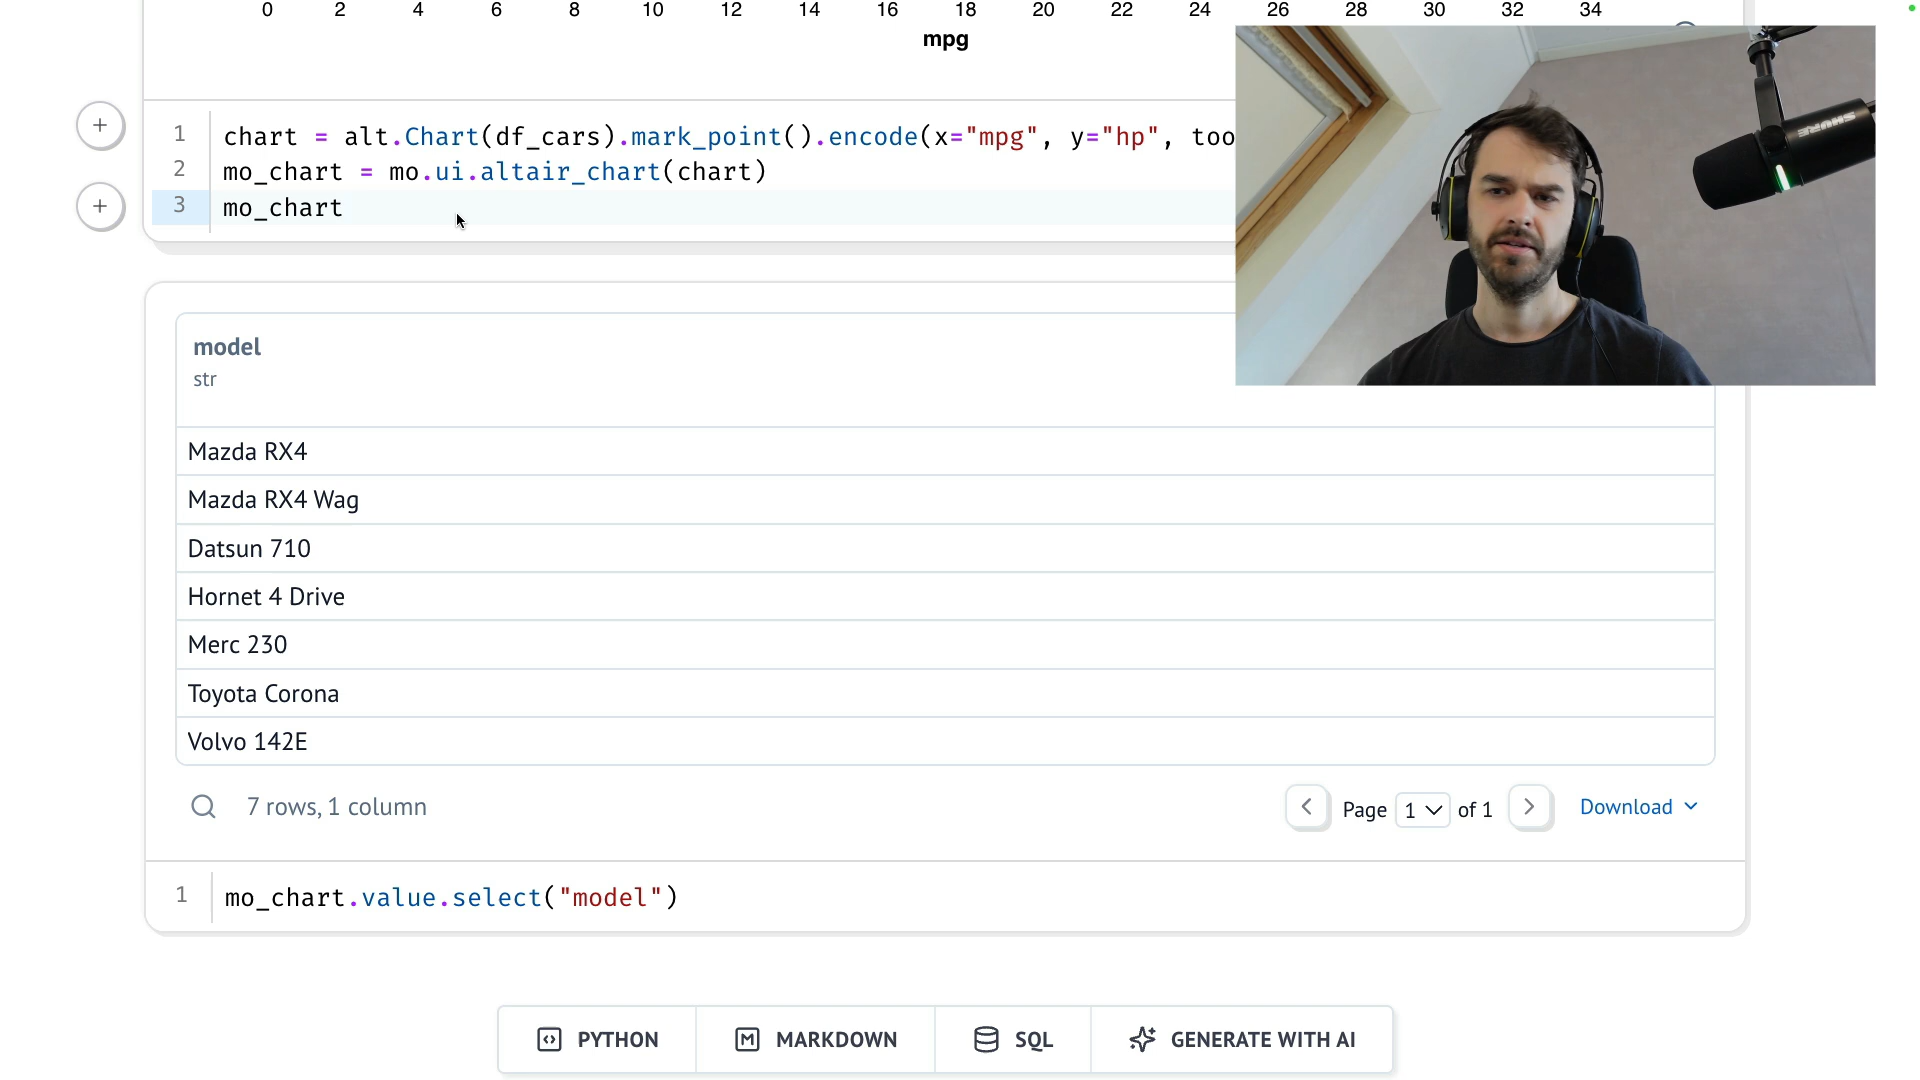 0 2 4 6 8 10 12 14 16 18 20 22 24 26 28 30 32 34
mpg
1 chart = alt.Chart(df_cars).mark_point().encode(x="mpg", y="hp", too
2 mo_chart = mo.ui.altair_chart(chart)
3 mo_chart
SHURE
model
str
Mazda RX4
Mazda RX4 Wag
Datsun 710
Hornet 4 Drive
Merc 230
Toyota Corona
Volvo 142E
7 rows, 1 column
Page 1 of 1
Download
1 mo_chart.value.select("model")
PYTHON MARKDOWN SQL GENERATE WITH AI